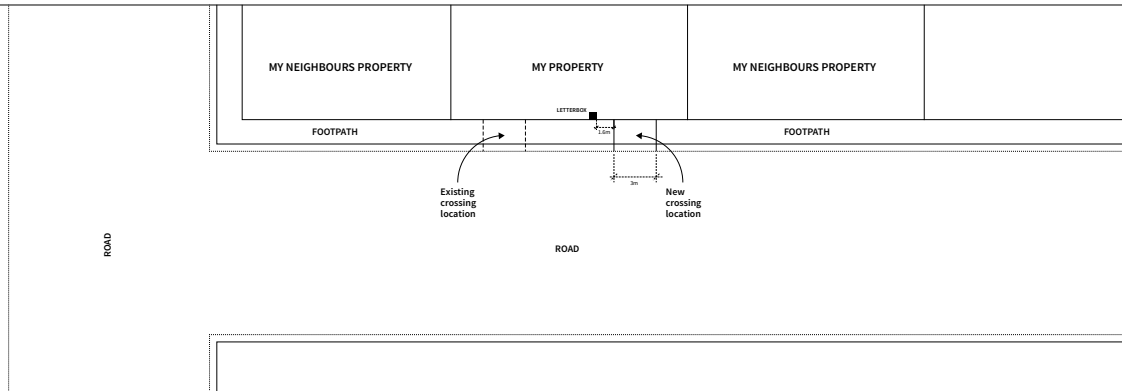 MY NEIGHBOURS PROPERTY
MY PROPERTY
MY NEIGHBOURS PROPERTY
LETTERBOX
FOOTPATH
1.6m
FOOTPATH
3m
Existing
crossing
location
New
crossing
location
ROAD
ROAD